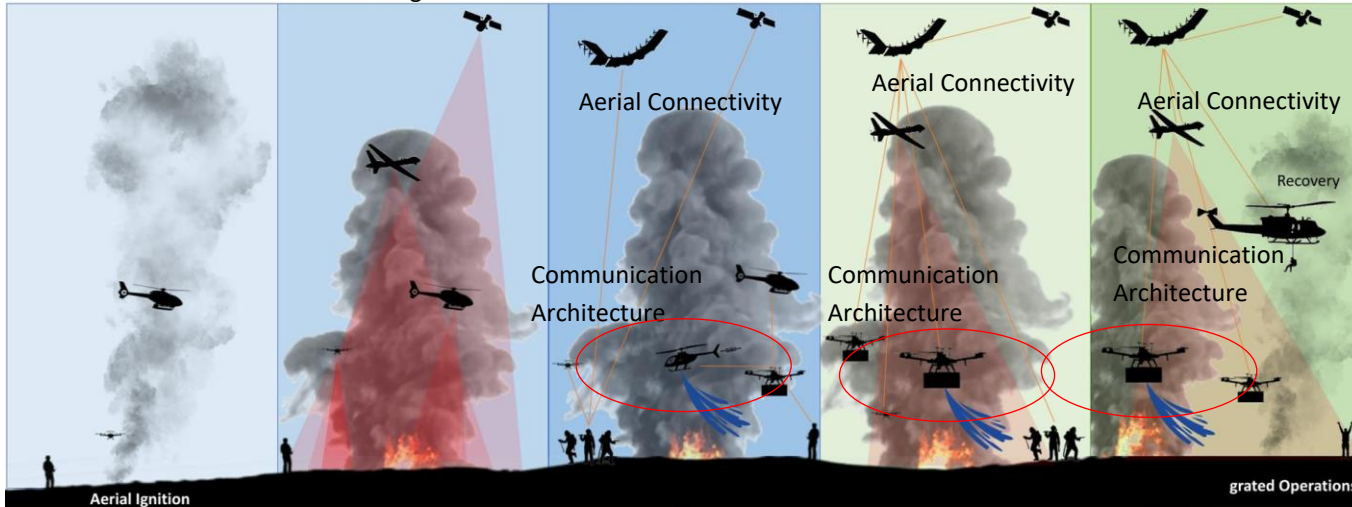 Aerial Connectivity
Aerial Connectivity
Aerial Connectivity
Recovery
Communication
Architecture
Communication
Architecture
Communication
Architecture
Aerial Ignition
grated Operations